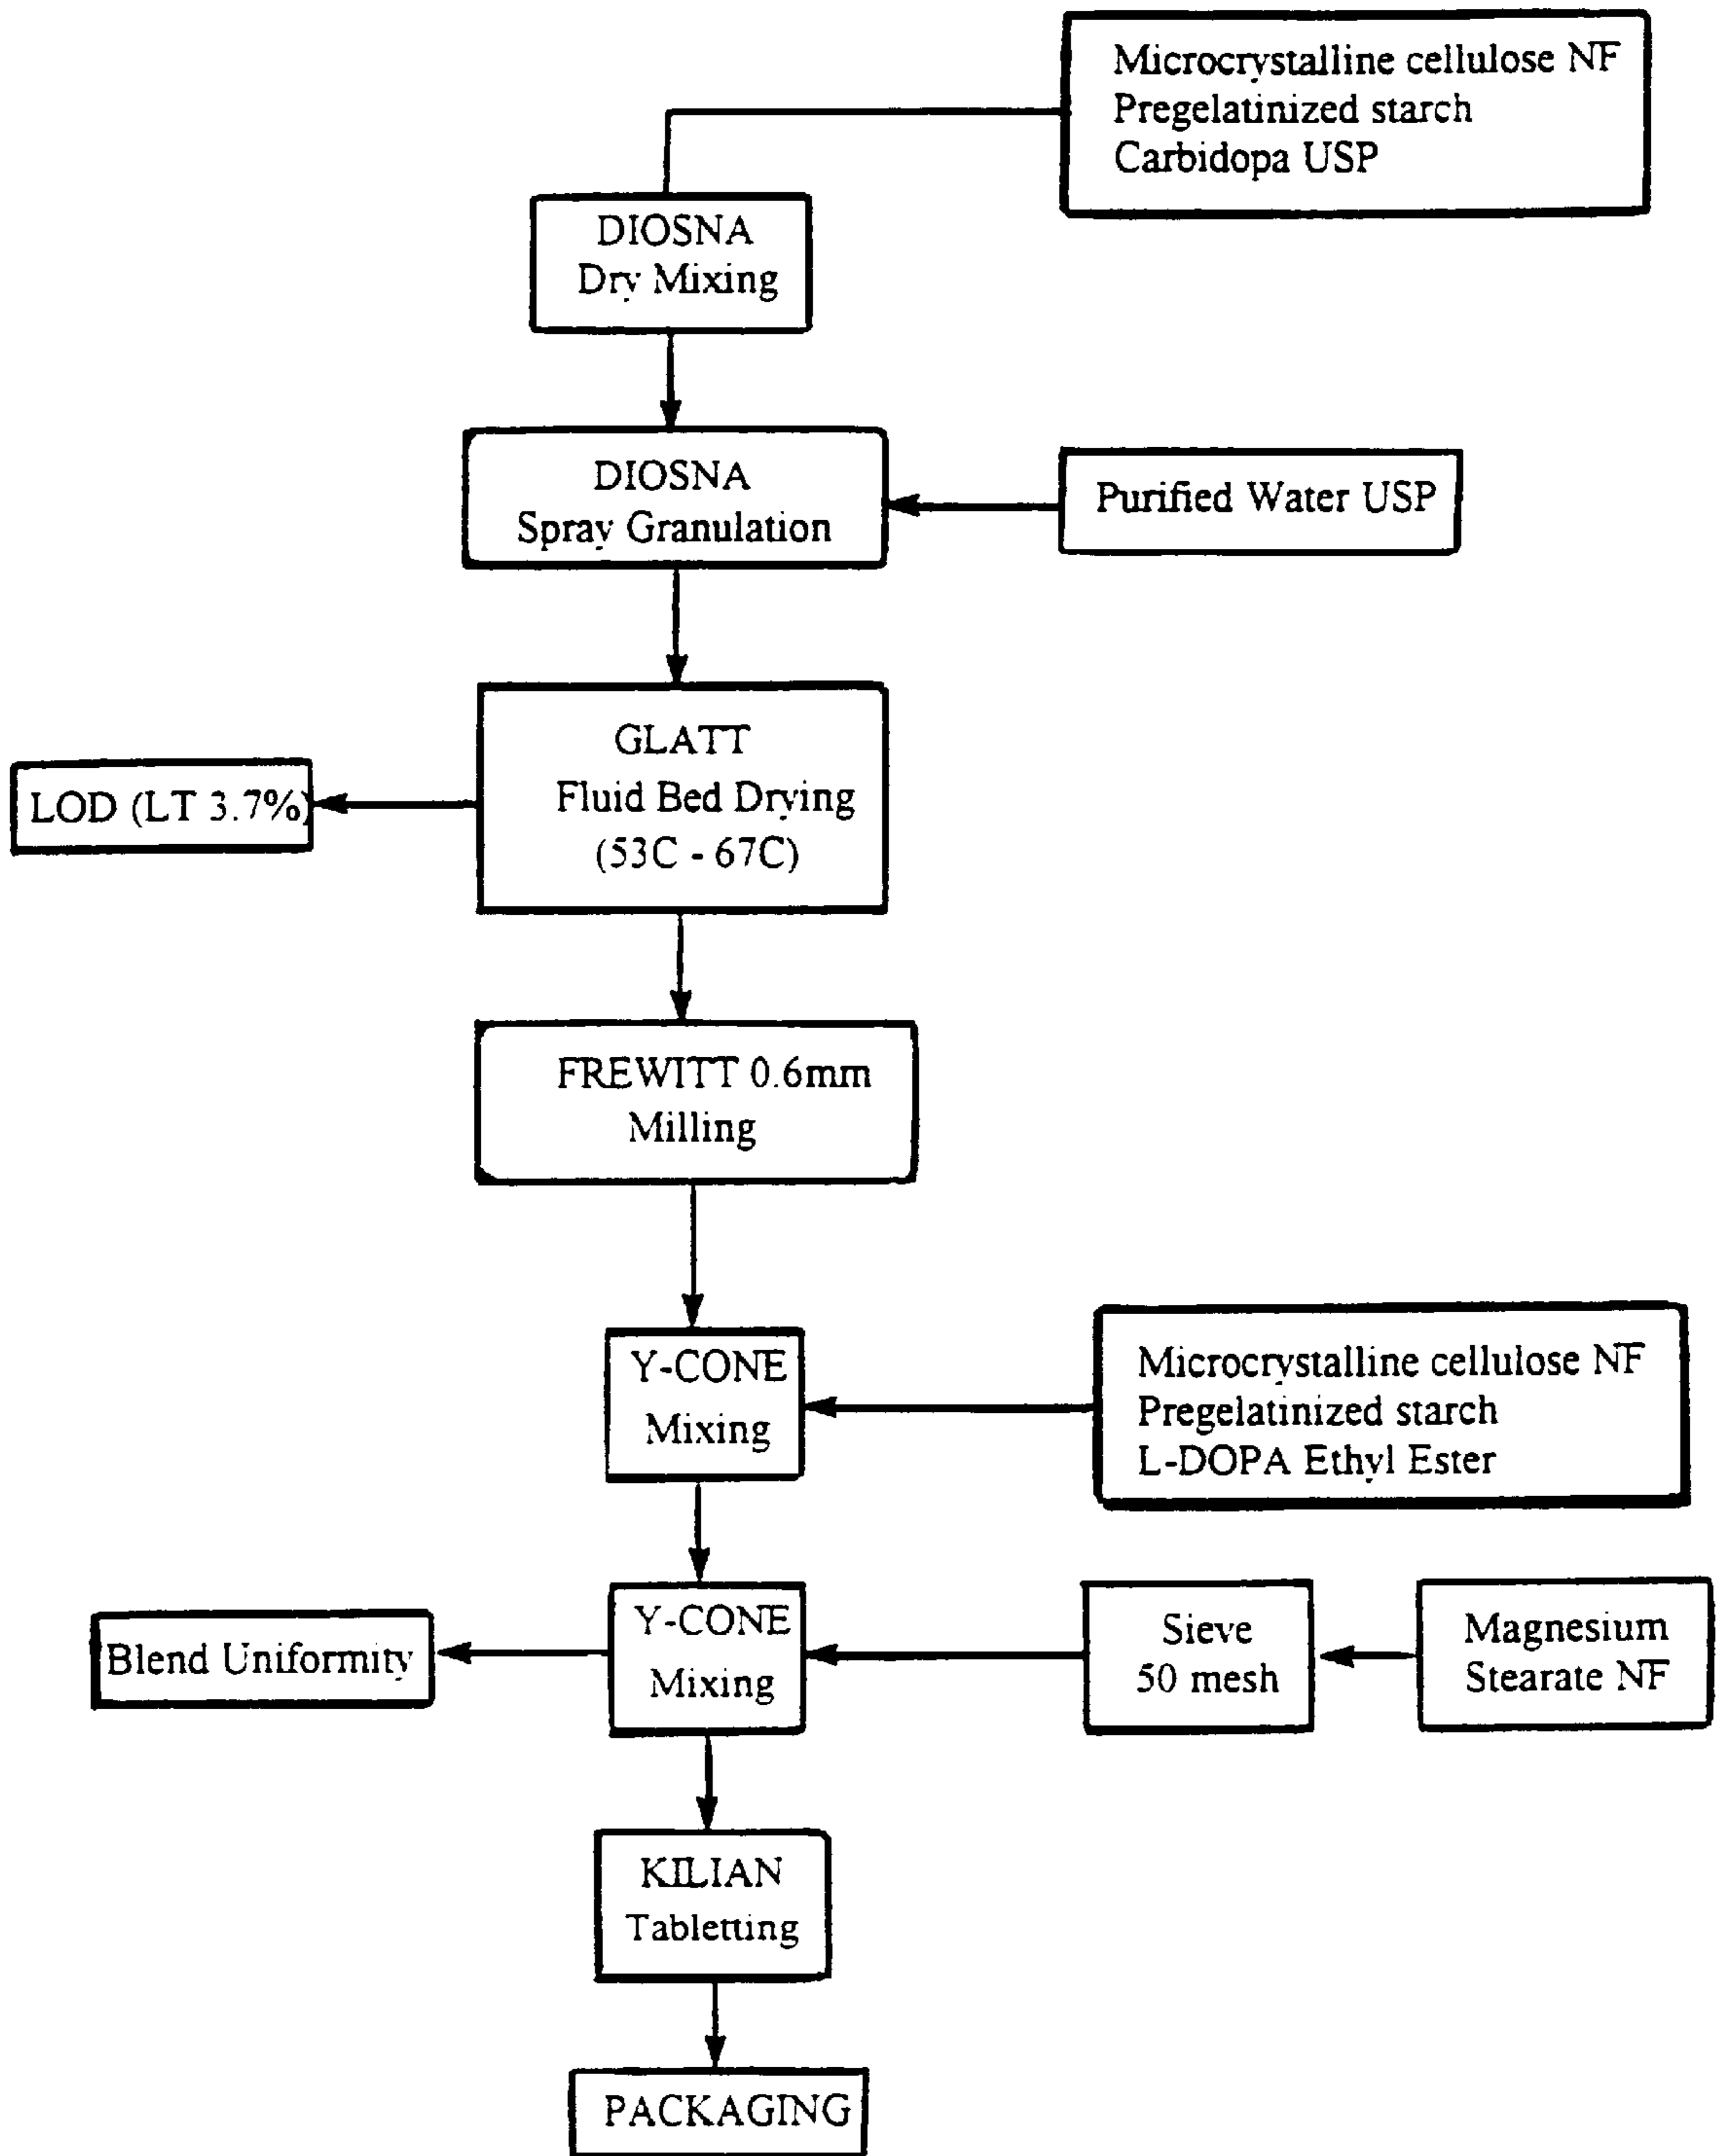 Microcrystalline cellulose NF
Pregelatinized starch
Carbidopa USP
DIOSNA
Dry Mixing
DIOSNA
Spray Granulation
Purified Water USP
GLATT
Fluid Bed Drying
(53C - 67C)
LOD (LT 3.7%)
FREWITT 0.6mm
Milling
Y-CONE
Mixing
Microcrystalline cellulose NF
Pregelatinized starch
L-DOPA Ethyl Ester
Y-CONE
Mixing
Blend Uniformity
Sieve
50 mesh
Magnesium
Stearate NF
KILIAN
Tabletting
PACKAGING